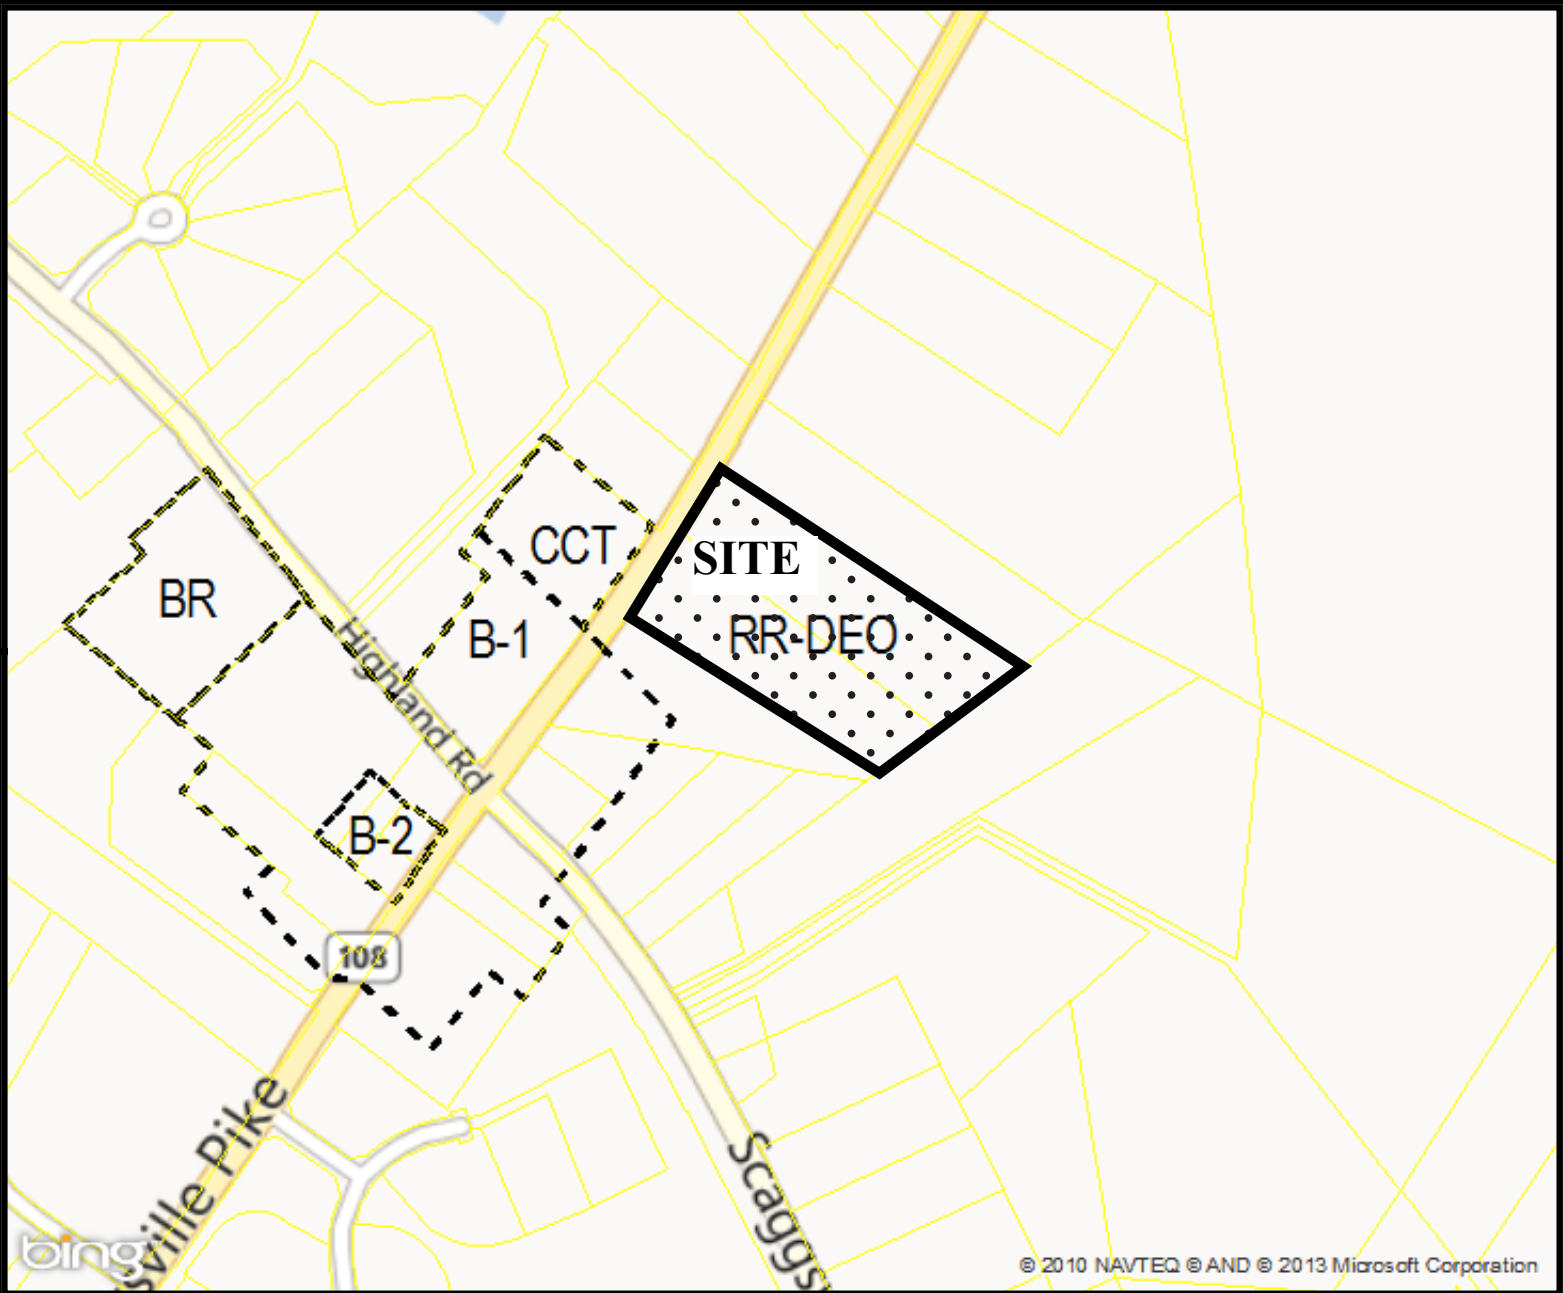 CCT
SITE
BR
B-1
RR-DEO
Highland Rd
B-2
108
sville Pike
Scaggs
bing
© 2010 NAVTEQ © AND © 2013 Microsoft Corporation